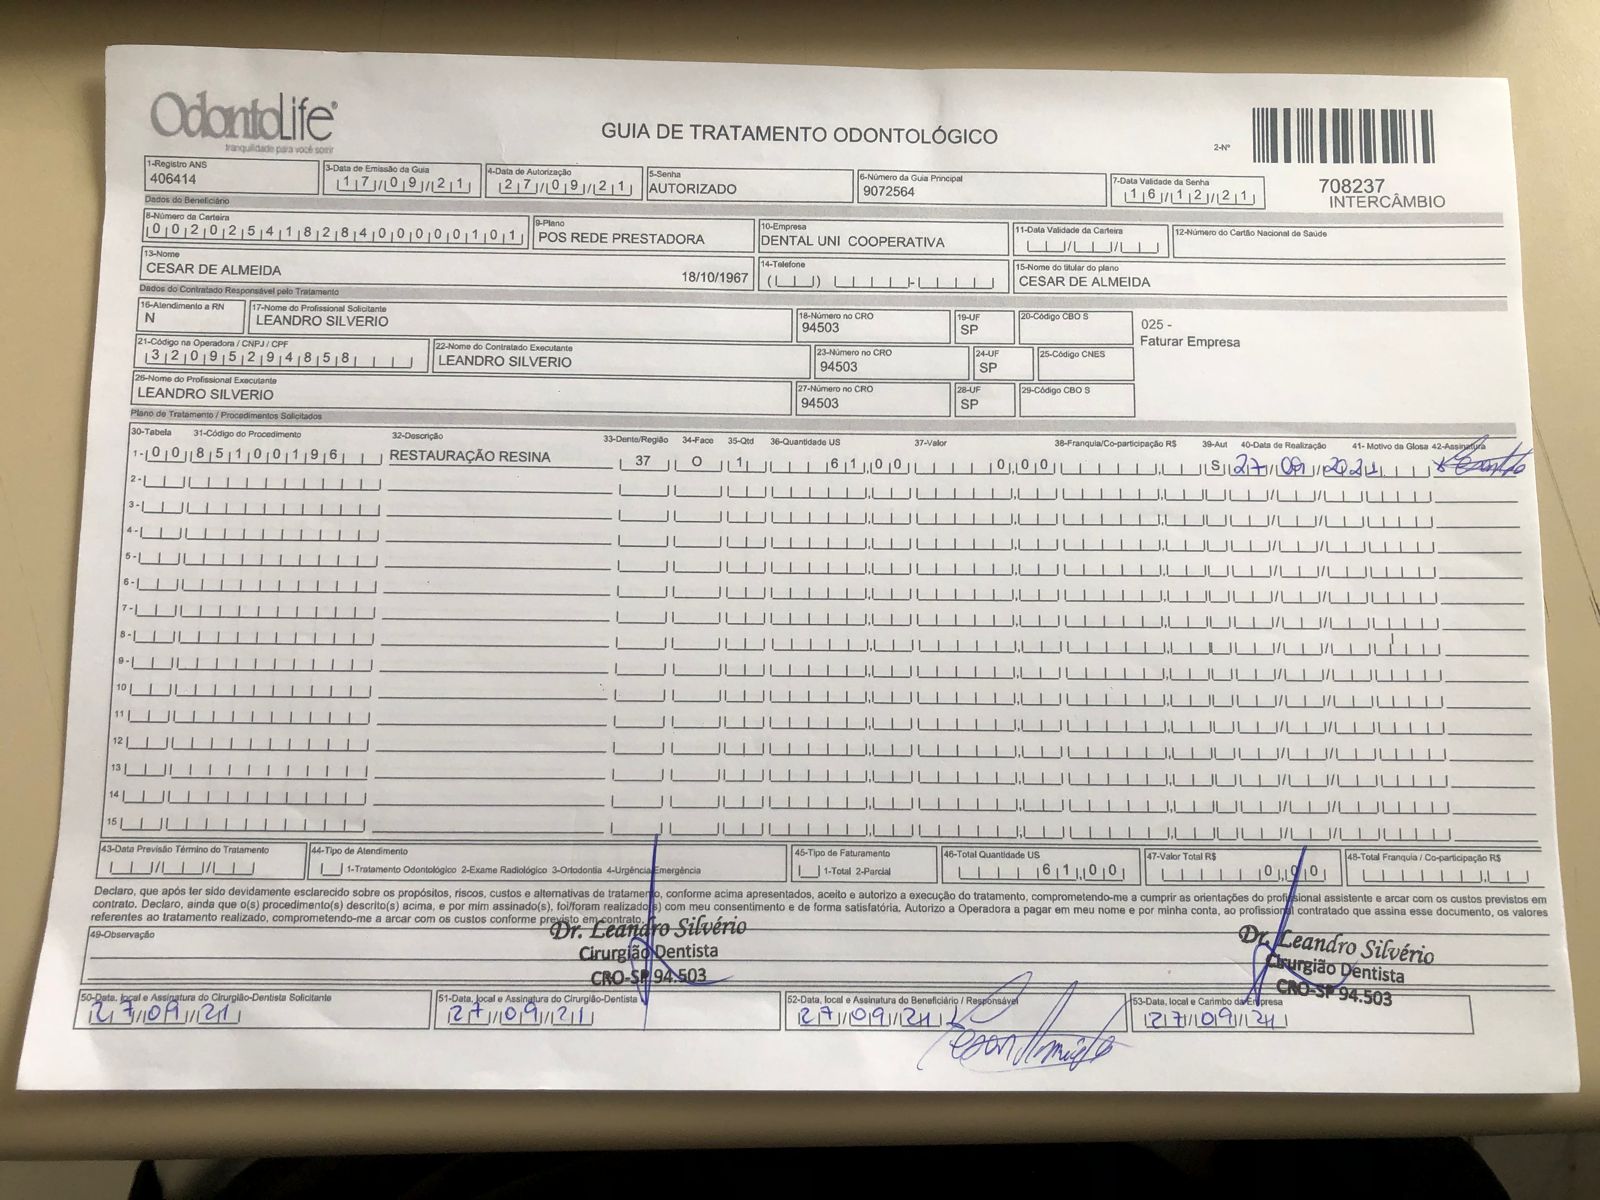 OdontoLife®
tranquilidade para você sorrir
GUIA DE TRATAMENTO ODONTOLÓGICO
2-Nº
708237
INTERCÂMBIO
1-Registro ANS
406414
3-Data de Emissão da Guia
17/09/21
4-Data de Autorização
27/09/21
5-Senha
AUTORIZADO
6-Número da Guia Principal
9072564
7-Data Validade da Senha
16/12/21
Dados do Beneficiário
8-Número da Carteira
00202541828400000101
9-Plano
POS REDE PRESTADORA
10-Empresa
DENTAL UNI COOPERATIVA
11-Data Validade da Carteira
12-Número do Cartão Nacional de Saúde
13-Nome
CESAR DE ALMEIDA 18/10/1967
14-Telefone
15-Nome do titular do plano
CESAR DE ALMEIDA
Dados do Contratado Responsável pelo Tratamento
16-Atendimento a RN
N
17-Nome do Profissional Solicitante
LEANDRO SILVERIO
18-Número no CRO
94503
19-UF
SP
20-Código CBO S
025 -
Faturar Empresa
21-Código na Operadora / CNPJ / CPF
32095294858
22-Nome do Contratado Executante
LEANDRO SILVERIO
23-Número no CRO
94503
24-UF
SP
25-Código CNES
26-Nome do Profissional Executante
LEANDRO SILVERIO
27-Número no CRO
94503
28-UF
SP
29-Código CBO S
Plano de Tratamento / Procedimentos Solicitados
30-Tabela 31-Código do Procedimento 32-Descrição 33-Dente/Região 34-Face 35-Qtd 36-Quantidade US 37-Valor 38-Franquia/Co-participação R$ 39-Aut 40-Data de Realização 41- Motivo da Glosa 42-Assinatura
1- 00 85100196 RESTAURAÇÃO RESINA 37 O 1 61,00 0,00 S 27/09/2021
2-
3-
4-
5-
6-
7-
8-
9-
10
11
12
13
14
15
43-Data Previsão Término do Tratamento
44-Tipo de Atendimento
1-Tratamento Odontológico 2-Exame Radiológico 3-Ortodontia 4-Urgência/Emergência
45-Tipo de Faturamento
1-Total 2-Parcial
46-Total Quantidade US
61,00
47-Valor Total R$
0,00
48-Total Franquia / Co-participação R$
Declaro, que após ter sido devidamente esclarecido sobre os propósitos, riscos, custos e alternativas de tratamento, conforme acima apresentados, aceito e autorizo a execução do tratamento, comprometendo-me a cumprir as orientações do profissional assistente e arcar com os custos previstos em
contrato. Declaro, ainda que o(s) procedimento(s) descrito(s) acima, e por mim assinado(s), foi/foram realizado(s) com meu consentimento e de forma satisfatória. Autorizo a Operadora a pagar em meu nome e por minha conta, ao profissional contratado que assina esse documento, os valores
referentes ao tratamento realizado, comprometendo-me a arcar com os custos conforme previsto em contrato.
49-Observação
Dr. Leandro Silvério
Cirurgião Dentista
CRO-SP 94.503
Dr. Leandro Silvério
Cirurgião Dentista
CRO-SP 94.503
50-Data, local e Assinatura do Cirurgião-Dentista Solicitante
27/09/21
51-Data, local e Assinatura do Cirurgião-Dentista
27/09/21
52-Data, local e Assinatura do Beneficiário / Responsável
27/09/21
53-Data, local e Carimbo da Empresa
27/09/21